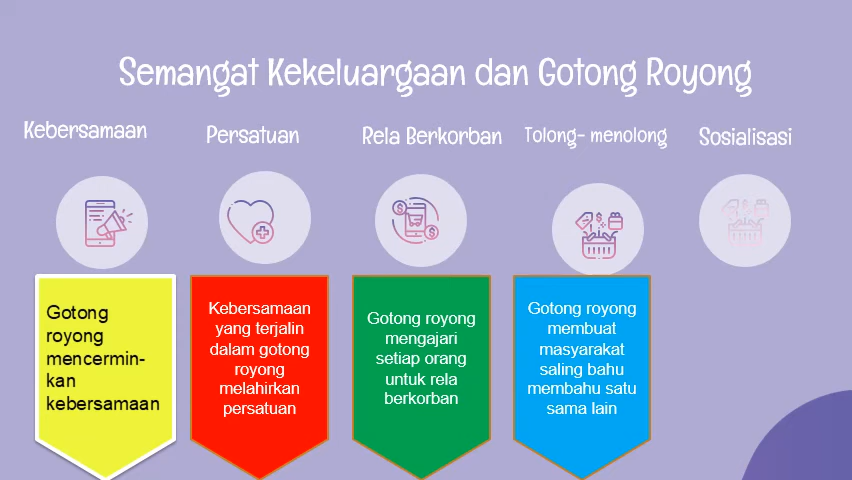 Semangat Kekeluargaan dan Gotong Royong
Kebersamaan
Persatuan
Rela Berkorban
Tolong- menolong
Sosialisasi
Gotong
royong
mencermin-
kan
kebersamaan
Kebersamaan
yang terjalin
dalam gotong
royong
melahirkan
persatuan
Gotong royong
mengajari
setiap orang
untuk rela
berkorban
Gotong royong
membuat
masyarakat
saling bahu
membahu satu
sama lain